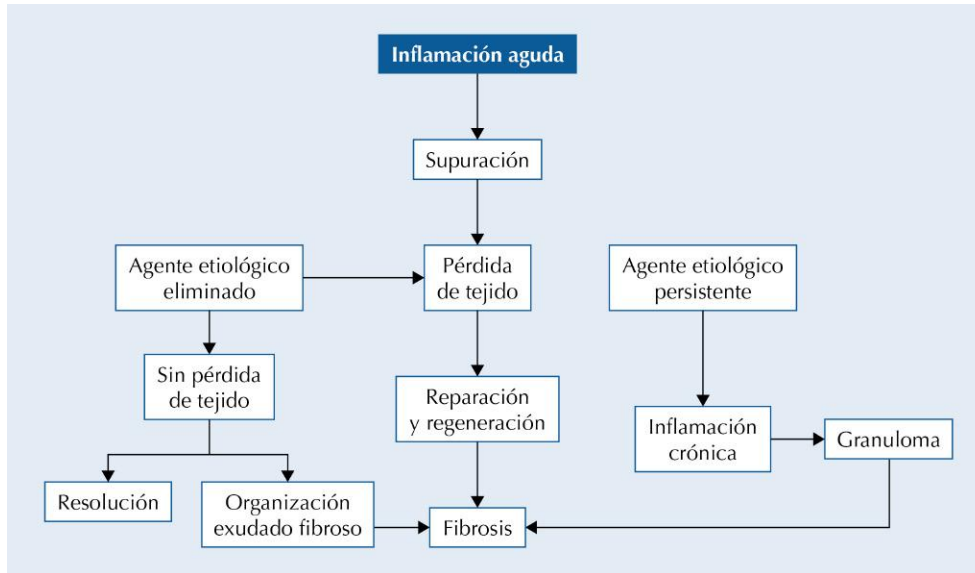 Inflamación aguda
Supuración
Agente etiológico
eliminado
Pérdida
de tejido
Agente etiológico
persistente
Sin pérdida
de tejido
Reparación
y regeneración
Inflamación
crónica
Granuloma
Resolución
Organización
exudado fibroso
Fibrosis